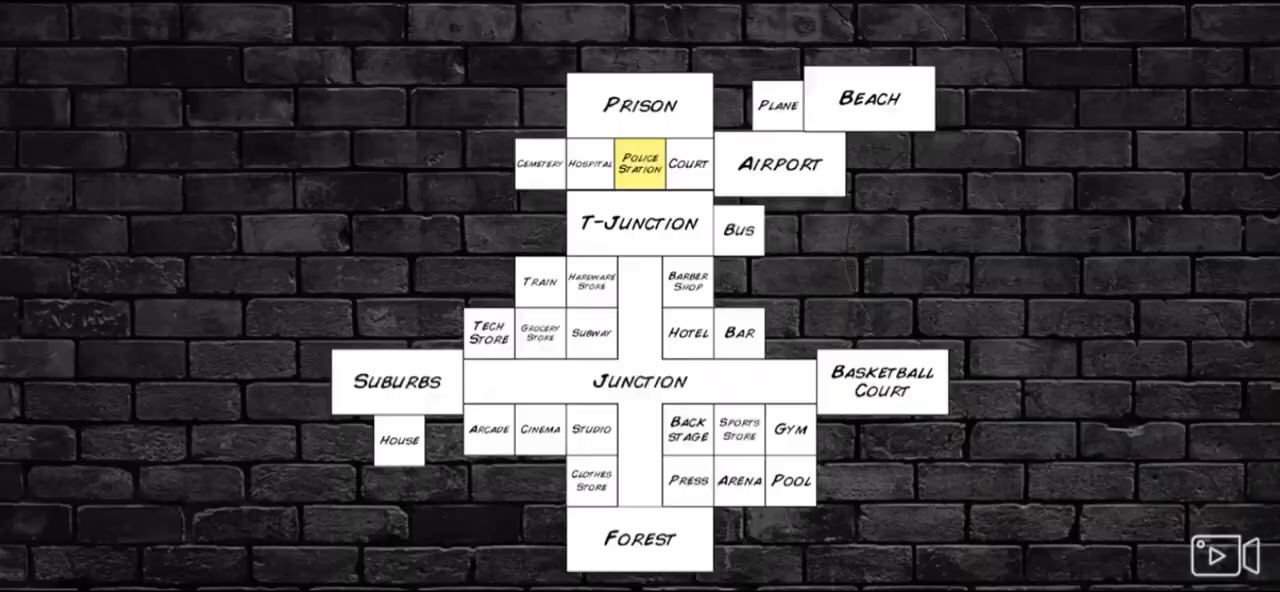 PRISON
PLANE
BEACH
CEMETERY
HOSPITAL
POLICE
STATION
COURT
AIRPORT
T-JUNCTION
BUS
TRAIN
HARDWARE
STORE
BARBER
SHOP
TECH
STORE
GROCERY
STORE
SUBWAY
HOTEL
BAR
SUBURBS
JUNCTION
BASKETBALL
COURT
HOUSE
ARCADE
CINEMA
STUDIO
BACK
STAGE
SPORTS
STORE
GYM
CLOTHES
STORE
PRESS
ARENA
POOL
FOREST